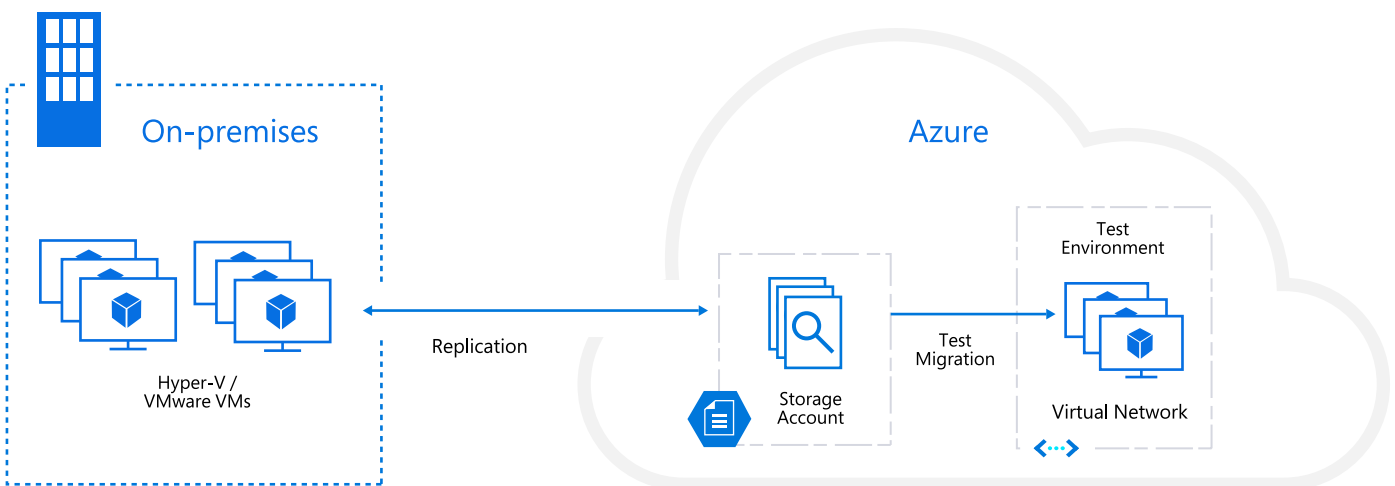 On-premises
Azure
Test
Environment
Replication
Test
Migration
Hyper-V /
VMware VMs
Storage
Account
Virtual Network